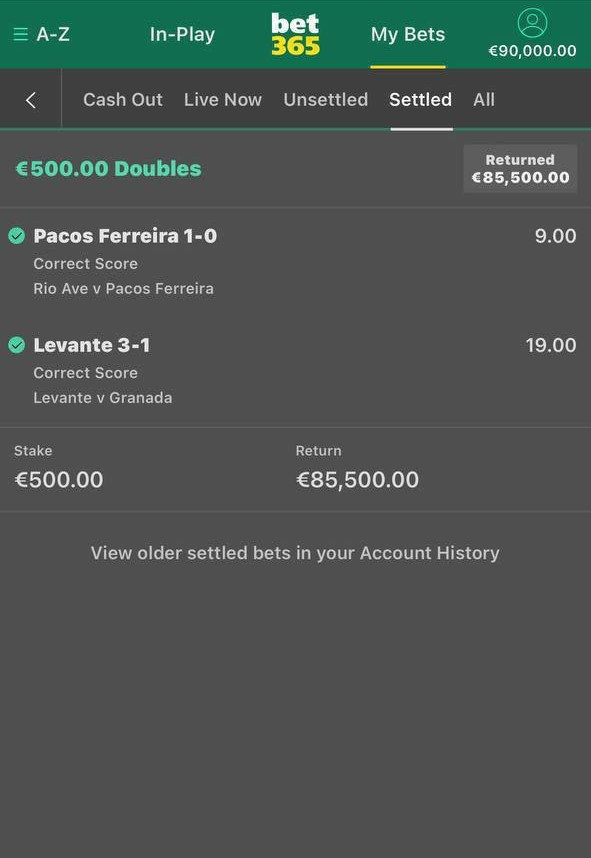 A-Z In-Play bet365 My Bets €90,000.00
Cash Out Live Now Unsettled Settled All
€500.00 Doubles
Returned
€85,500.00
Pacos Ferreira 1-0 9.00
Correct Score
Rio Ave v Pacos Ferreira
Levante 3-1 19.00
Correct Score
Levante v Granada
Stake Return
€500.00 €85,500.00
View older settled bets in your Account History